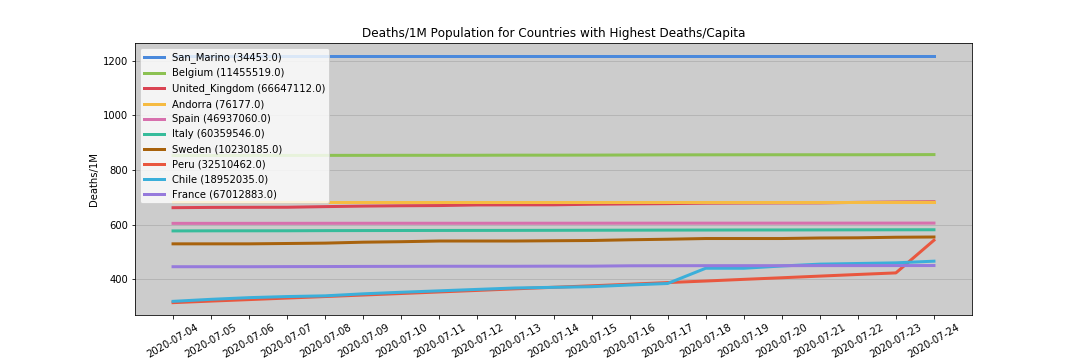 Deaths/1M Population for Countries with Highest Deaths/Capita
Deaths/1M
1200
1000
800
600
400
San_Marino (34453.0)
Belgium (11455519.0)
United_Kingdom (66647112.0)
Andorra (76177.0)
Spain (46937060.0)
Italy (60359546.0)
Sweden (10230185.0)
Peru (32510462.0)
Chile (18952035.0)
France (67012883.0)
2020-07-04
2020-07-05
2020-07-06
2020-07-07
2020-07-08
2020-07-09
2020-07-10
2020-07-11
2020-07-12
2020-07-13
2020-07-14
2020-07-15
2020-07-16
2020-07-17
2020-07-18
2020-07-19
2020-07-20
2020-07-21
2020-07-22
2020-07-23
2020-07-24